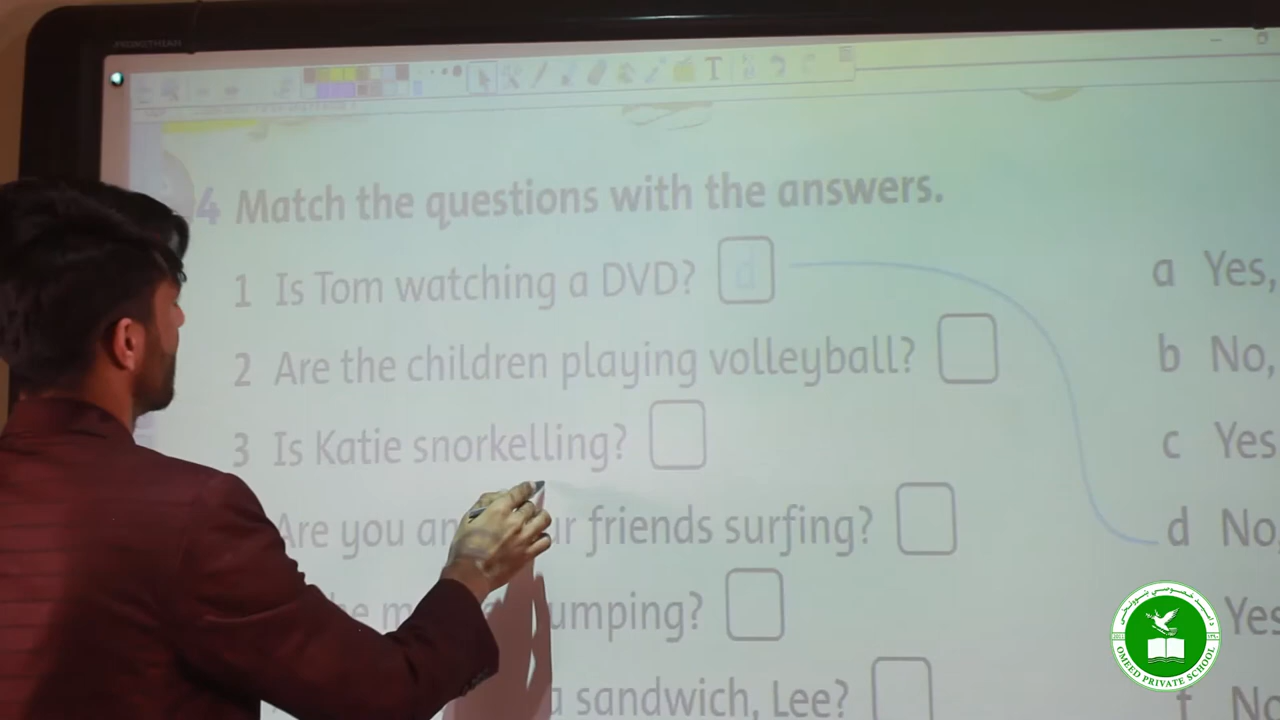 4 Match the questions with the answers.
1 Is Tom watching a DVD? d
a Yes,
2 Are the children playing volleyball?
b No,
3 Is Katie snorkelling?
c Yes
Are you an r friends surfing?
d No,
he m umping?
Yes
a sandwich, Lee?
f No
T
OMEED PRIVATE SCHOOL